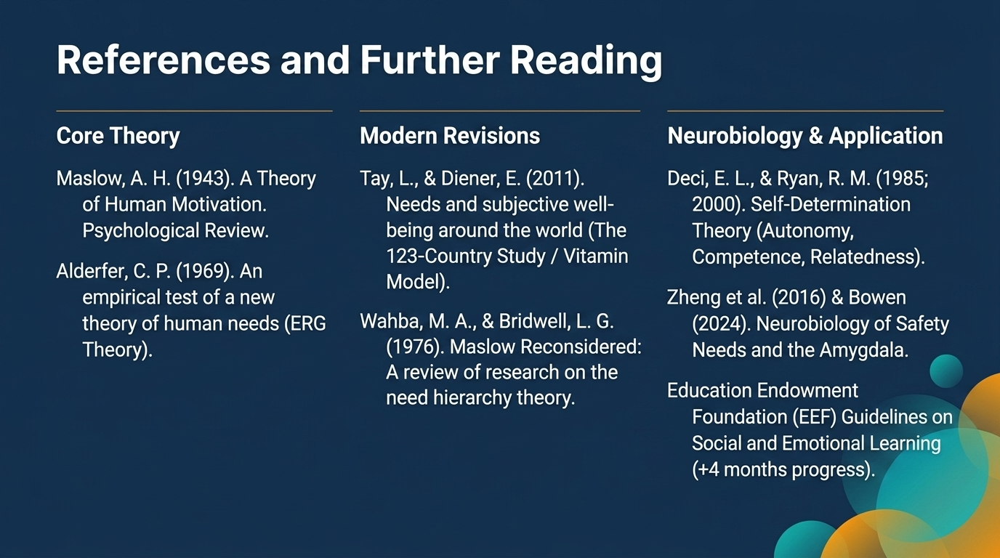 References and Further Reading
Core Theory
Maslow, A. H. (1943). A Theory
of Human Motivation.
Psychological Review.
Alderfer, C. P. (1969). An
empirical test of a new
theory of human needs (ERG
Theory).
Modern Revisions
Tay, L., & Diener, E. (2011).
Needs and subjective well-
being around the world (The
123-Country Study / Vitamin
Model).
Wahba, M. A., & Bridwell, L. G.
(1976). Maslow Reconsidered:
A review of research on the
need hierarchy theory.
Neurobiology & Application
Deci, E. L., & Ryan, R. M. (1985;
2000). Self-Determination
Theory (Autonomy,
Competence, Relatedness).
Zheng et al. (2016) & Bowen
(2024). Neurobiology of Safety
Needs and the Amygdala.
Education Endowment
Foundation (EEF) Guidelines on
Social and Emotional Learning
(+4 months progress).